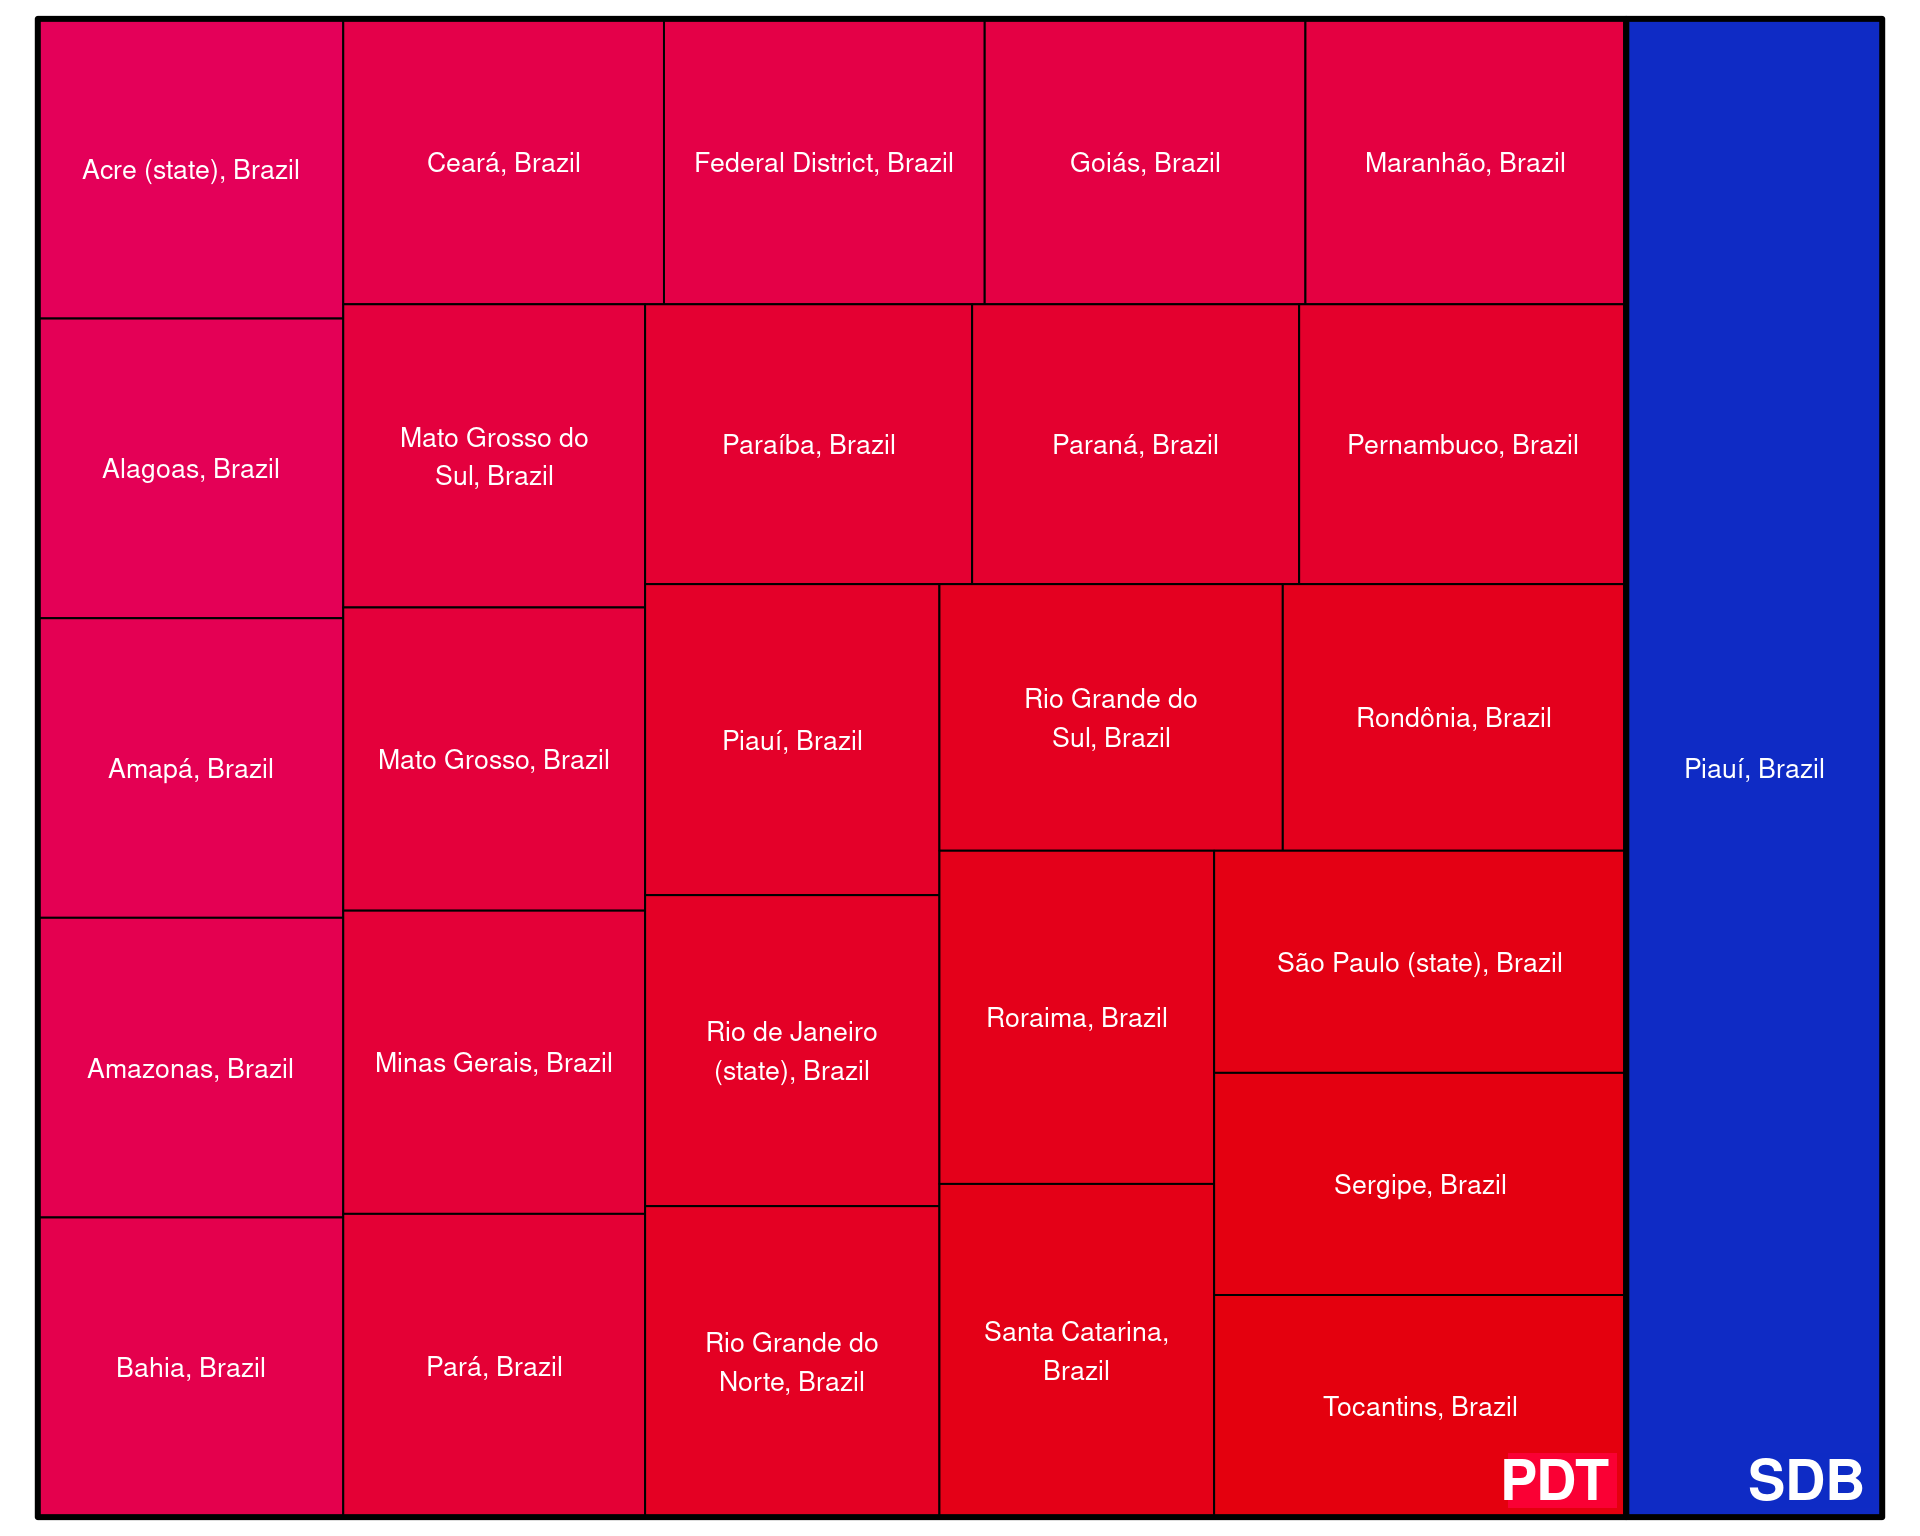 Acre (state), Brazil
Ceará, Brazil
Federal District, Brazil
Goiás, Brazil
Maranhão, Brazil
Alagoas, Brazil
Mato Grosso do
Sul, Brazil
Paraíba, Brazil
Paraná, Brazil
Pernambuco, Brazil
Amapá, Brazil
Mato Grosso, Brazil
Piauí, Brazil
Rio Grande do
Sul, Brazil
Rondônia, Brazil
Piauí, Brazil
Amazonas, Brazil
Minas Gerais, Brazil
Rio de Janeiro
(state), Brazil
Roraima, Brazil
São Paulo (state), Brazil
Sergipe, Brazil
Bahia, Brazil
Pará, Brazil
Rio Grande do
Norte, Brazil
Santa Catarina,
Brazil
Tocantins, Brazil
PDT
SDB